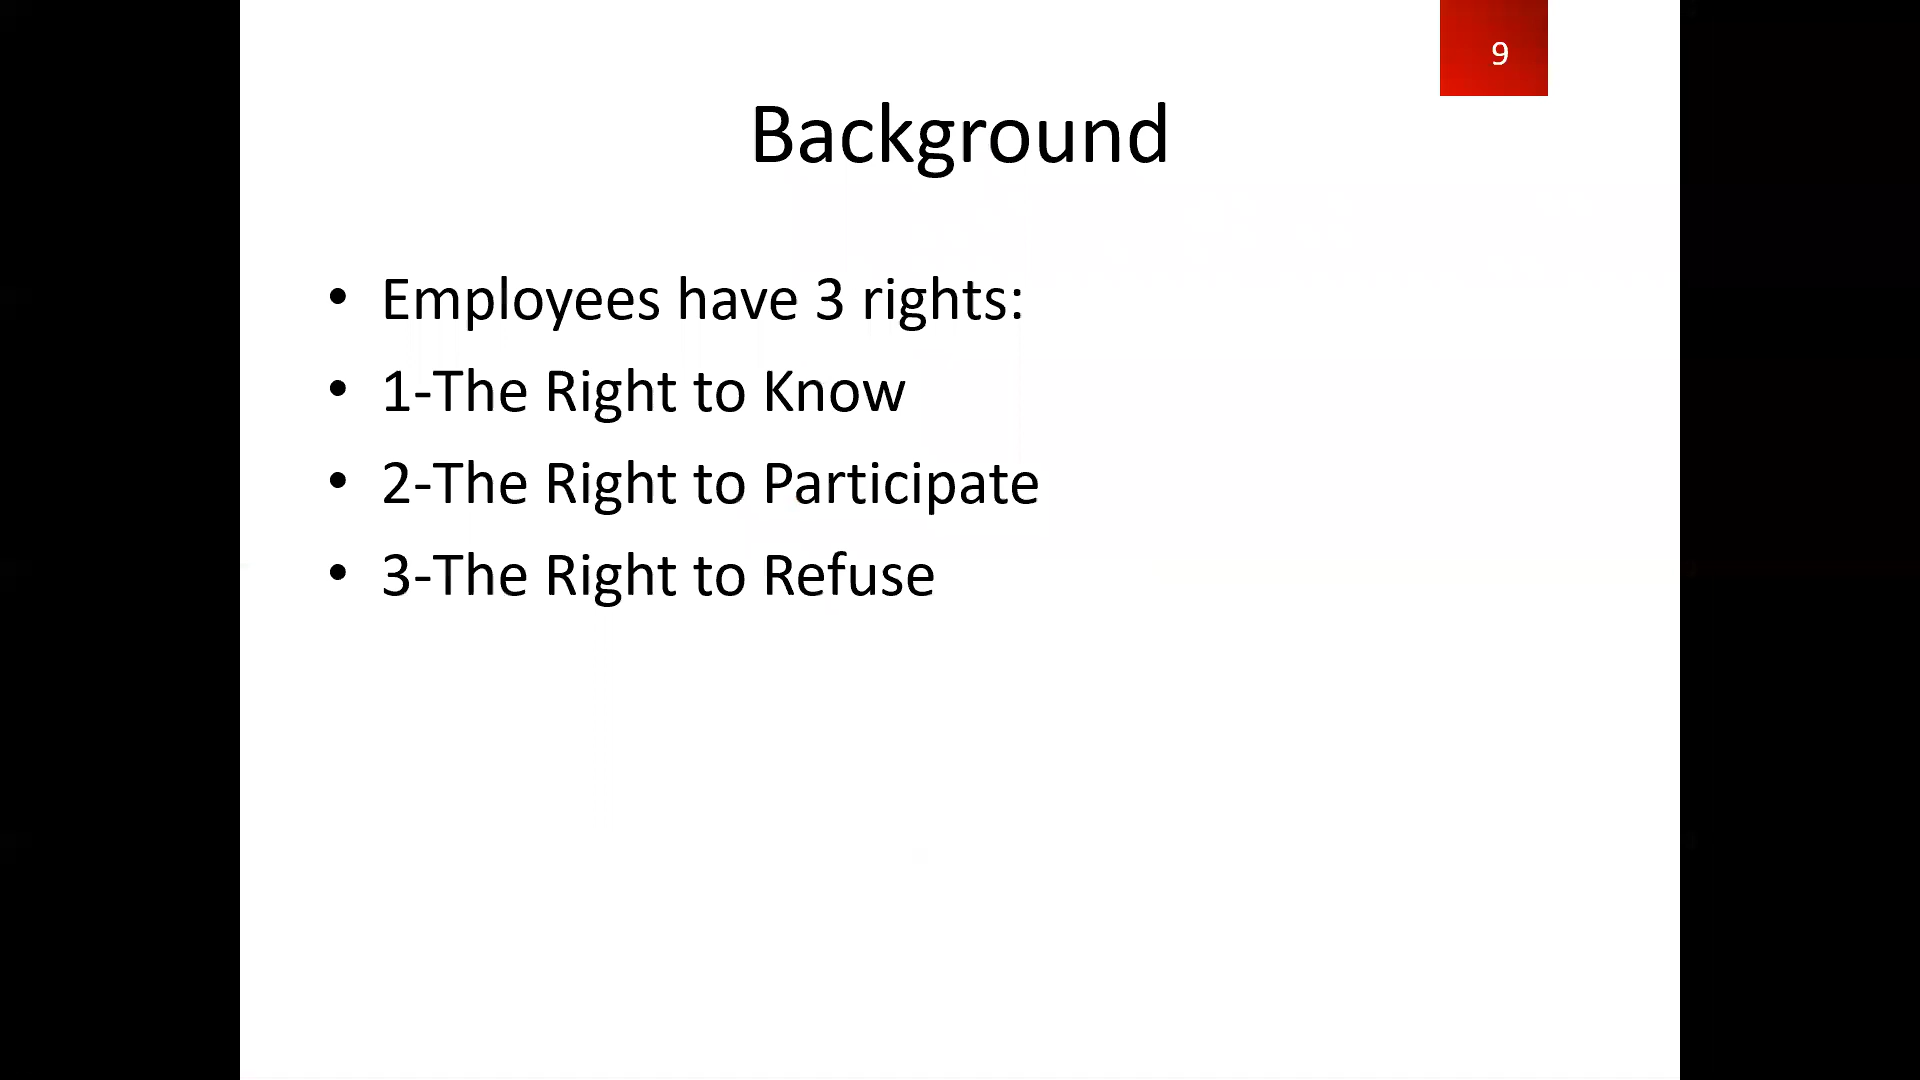 9
Background
• Employees have 3 rights:
• 1-The Right to Know
• 2-The Right to Participate
• 3-The Right to Refuse